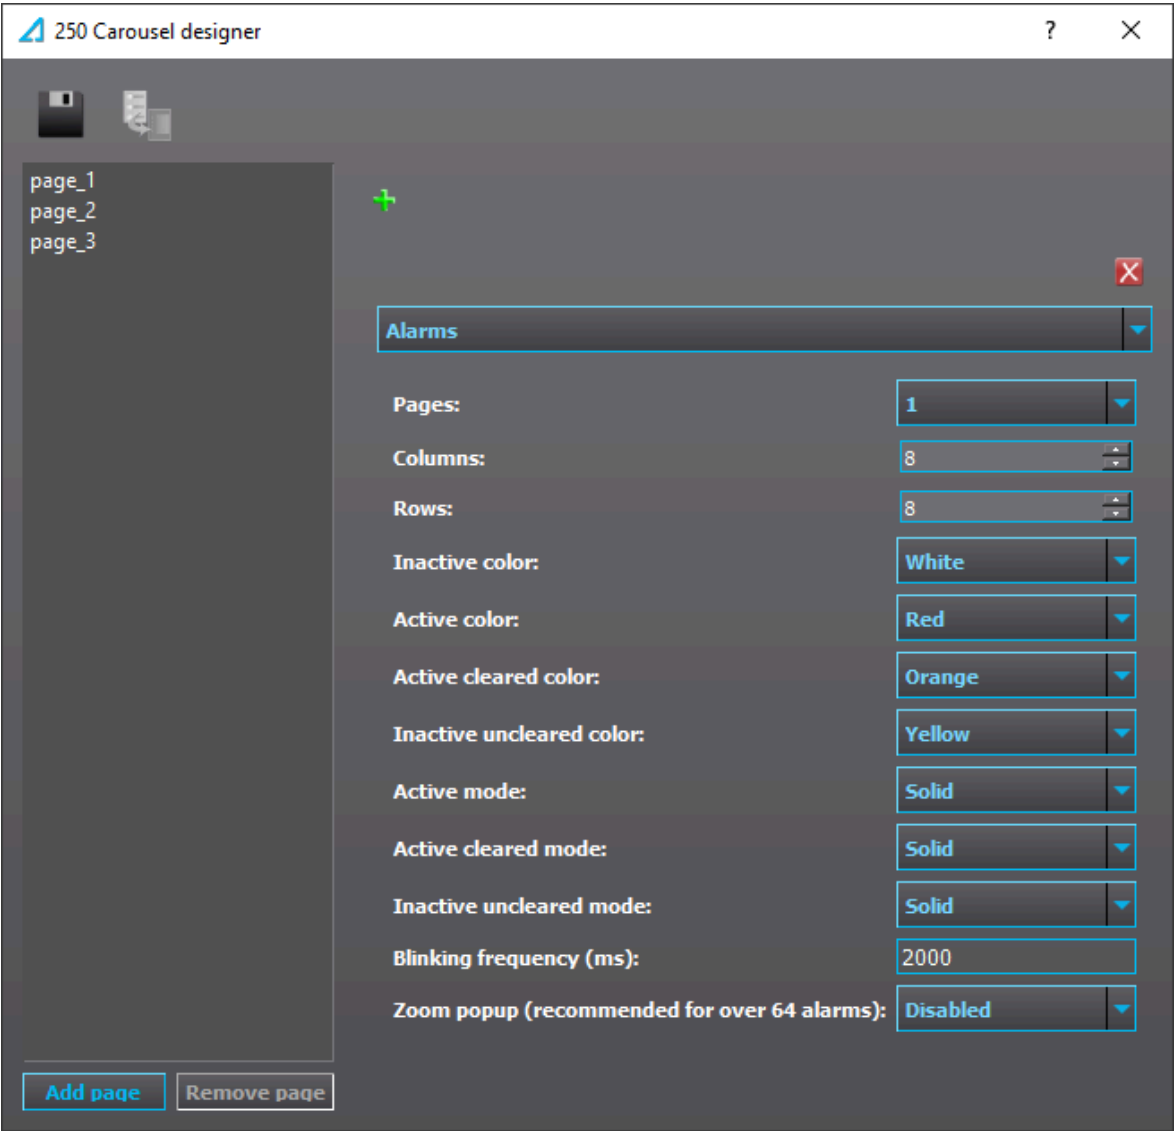 250 Carousel designer
?
page_1
page_2
page_3
Alarms
Pages: 1
Columns: 8
Rows: 8
Inactive color: White
Active color: Red
Active cleared color: Orange
Inactive uncleared color: Yellow
Active mode: Solid
Active cleared mode: Solid
Inactive uncleared mode: Solid
Blinking frequency (ms): 2000
Zoom popup (recommended for over 64 alarms): Disabled
Add page Remove page